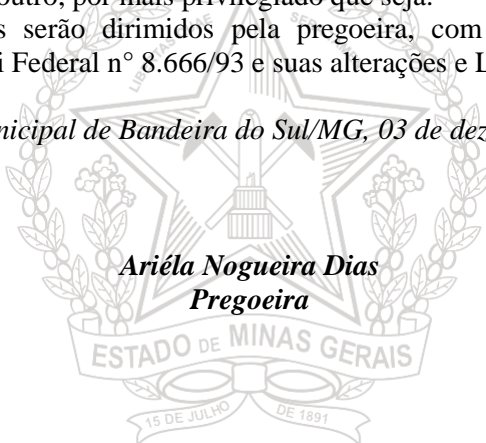 outro, por mais privilegiado que seja.
s serão dirimidos pela pregoeira, com
i Federal n° 8.666/93 e suas alterações e L
nicipal de Bandeira do Sul/MG, 03 de dez
Ariéla Nogueira Dias
Pregoeira
ESTADO DE MINAS GERAIS
15 DE JULHO DE 1891